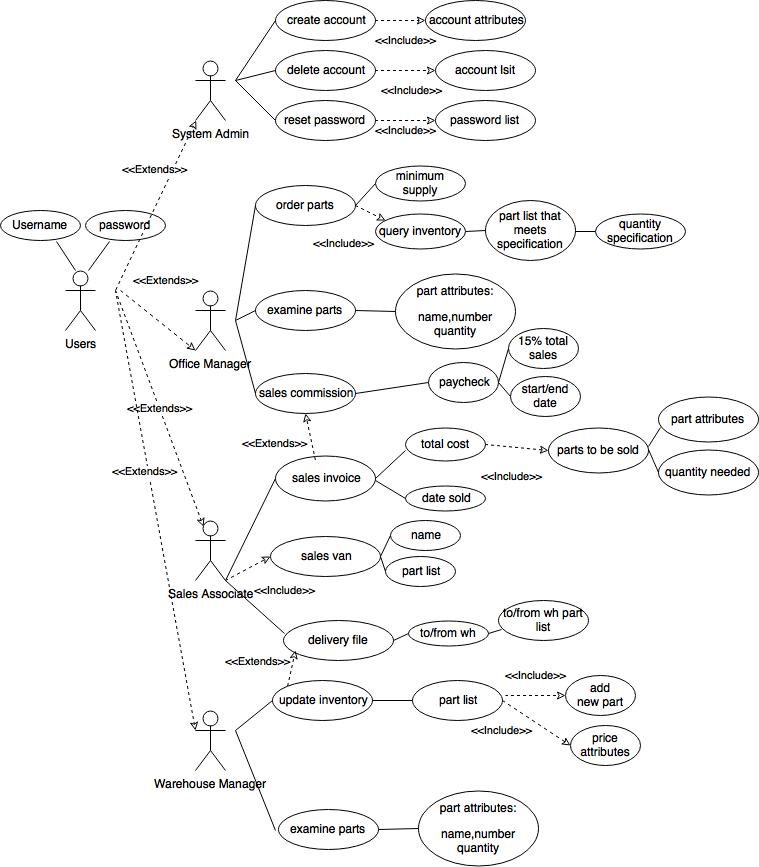 create account
account attributes
<<Include>>
delete account
account lsit
<<Include>>
reset password
password list
<<Include>>
System Admin
<<Extends>>
minimum
supply
order parts
Username
password
query inventory
part list that
meets
specification
quantity
specification
<<Include>>
<<Extends>>
Users
Office Manager
examine parts
part attributes:
name,number
quantity
15% total
sales
sales commission
paycheck
start/end
date
<<Extends>>
<<Extends>>
total cost
parts to be sold
part attributes
<<Extends>>
sales invoice
<<Include>>
quantity needed
date sold
name
sales van
part list
Sales Associate
<<Include>>
to/from wh part
list
delivery file
to/from wh
<<Extends>>
<<Include>>
update inventory
part list
add
new part
<<Include>>
price
attributes
Warehouse Manager
part attributes:
examine parts
name,number
quantity